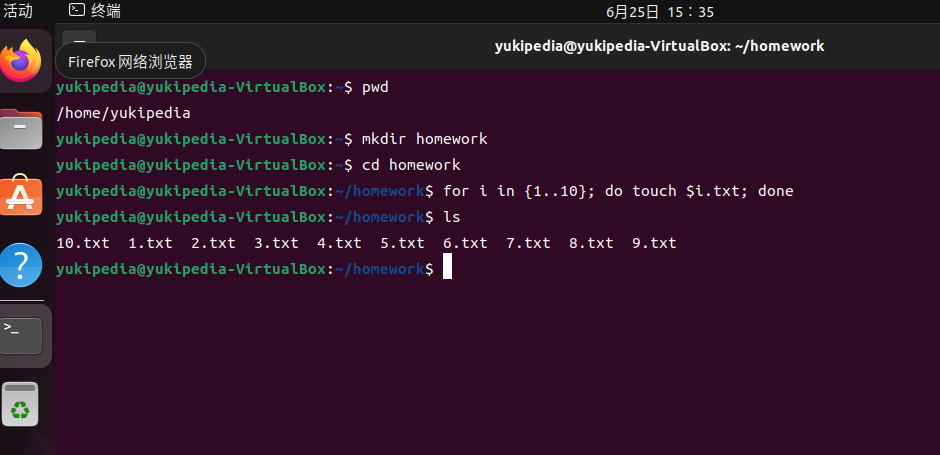 活动 终端 6月25日 15：35
yukipedia@yukipedia-VirtualBox: ~/homework
Firefox 网络浏览器
yukipedia@yukipedia-VirtualBox:~$ pwd
/home/yukipedia
yukipedia@yukipedia-VirtualBox:~$ mkdir homework
yukipedia@yukipedia-VirtualBox:~$ cd homework
yukipedia@yukipedia-VirtualBox:~/homework$ for i in {1..10}; do touch $i.txt; done
yukipedia@yukipedia-VirtualBox:~/homework$ ls
10.txt 1.txt 2.txt 3.txt 4.txt 5.txt 6.txt 7.txt 8.txt 9.txt
yukipedia@yukipedia-VirtualBox:~/homework$